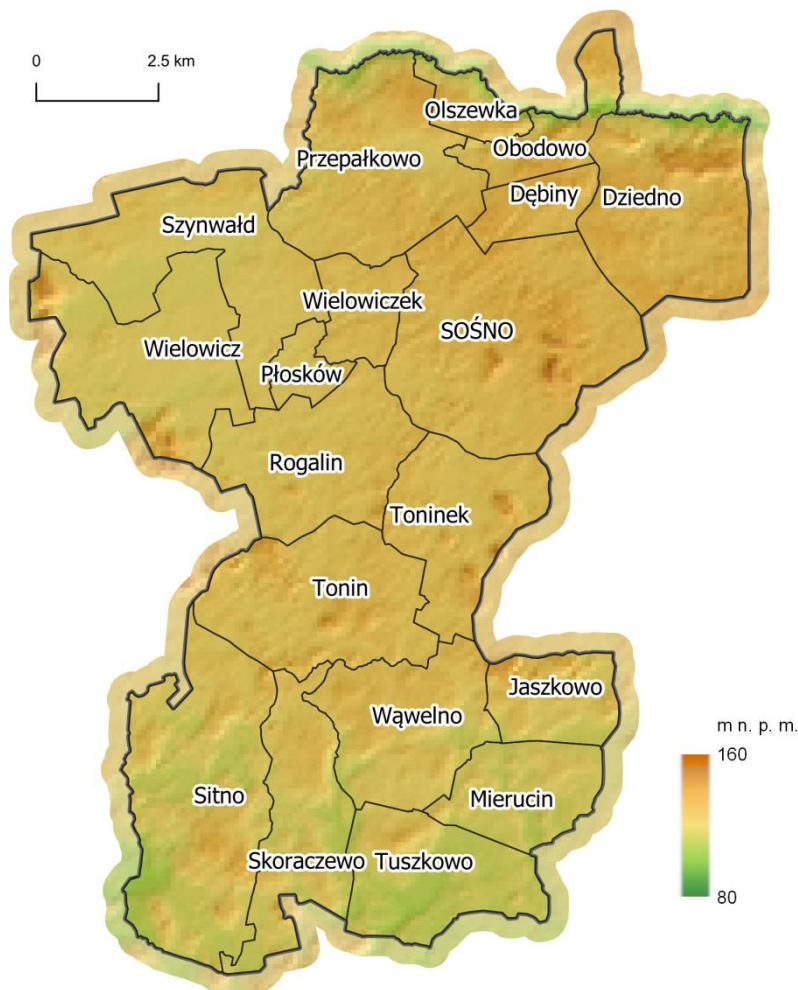 0 2.5 km
Olszewka
Obodowo
Przepałkowo
Dębiny
Dziedno
Szynwałd
Wielowiczek
SOŚNO
Wielowicz
Płosków
Rogalin
Toninek
Tonin
Jaszkowo
Wąwelno
m n. p. m.
160
Sitno
Mierucin
Skoraczewo
Tuszkowo
80